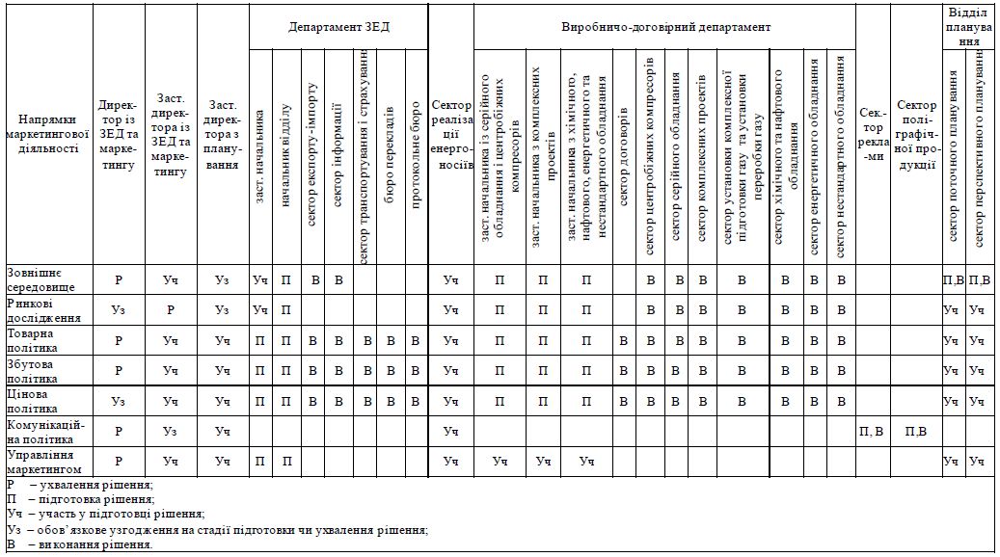 Напрямки маркетингової діяльності
Дирек-
тор із
ЗЕД та
марке-
тингу
Заст.
дирек-
тора із
ЗЕД та
марке-
тингу
Заст.
дирек-
тора з
плану-
вання
Департамент ЗЕД
заст. начальника
начальник відділу
сектор експорту-імпорту
сектор інформації
сектор транспортування і страхування
бюро перекладів
протокольне бюро
Сектор
реаліза
ції
енерго-
носіїв
Виробничо-договірний департамент
заст. начальника із серійного
обладнання і центробіжних
компресорів
заст. начальника з комплексних
проектів
заст. начальника з хімічного,
нафтового, енергетичного та
нестандартного обладнання
сектор договорів
сектор центробіжних компресорів
сектор серійного обладнання
сектор комплексних проектів
сектор установки комплексної
підготовки газу та установки
переробки газу
сектор хімічного та нафтового
обладнання
сектор енергетичного обладнання
сектор нестандартного обладнання
Сек-
тор
рекла-
ми
Сектор
полі-
графіч-
ної про-
дукції
Відділ
планува
ння
сектор поточного планування
сектор перспективного планування
Зовнішнє середовище Р Уч Уз Уч П В В Уч П П П В В В В В В В П,В П,В
Ринкові дослідження Уз Р Уз Уч П Уч П П П В В В В В В В Уч Уч
Товарна політика Р Уч Уч П П В В В В В Уч П П П В В В В В В В В Уч Уч
Збутова політика Р Уч Уч П П В В В В В Уч П П П В В В В В В В В Уч Уч
Цінова політика Уз Уч Уч П П В В В В В Уч П П П В В В В В В В В Уч Уч
Комунікацій-на політика Р Уз Уч Уч П, В П,В
Управління маркетингом Р Уч Уч П П Уч Уч Уч Уч Уч Уч
Р – ухвалення рішення;
П – підготовка рішення;
Уч – участь у підготовці рішення;
Уз – обов’язкове узгодження на стадії підготовки чи ухвалення рішення;
В – виконання рішення.